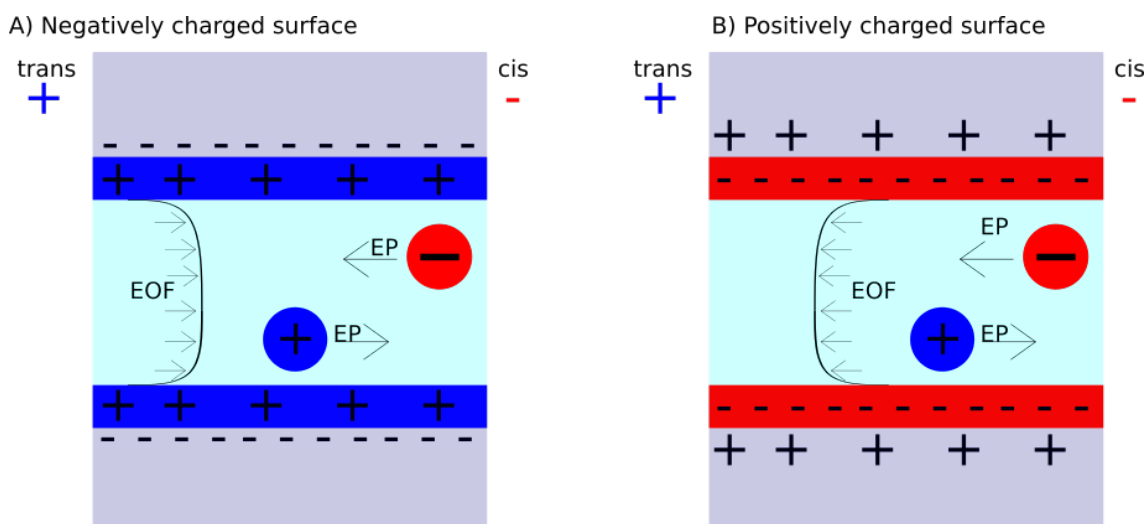 A) Negatively charged surface
trans
+
cis
-
- - - - - - - - -
+ + + + +
EP
-
EOF
+
EP
+ + + + +
- - - - - - - - -
B) Positively charged surface
trans
+
cis
-
+ + + + +
- - - - - - - - - -
EP
-
EOF
+
EP
- - - - - - - - - -
+ + + + +